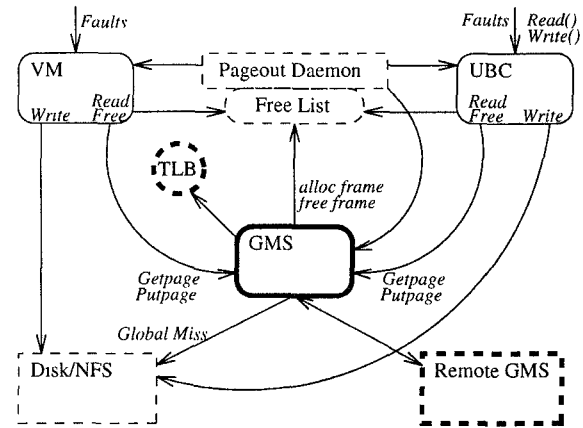 Faults
Faults
Read()
Write()
VM
Pageout Daemon
UBC
Write
Read
Free
Free List
Read
Free
Write
TLB
alloc frame
free frame
GMS
Getpage
Putpage
Getpage
Putpage
Global Miss
Disk/NFS
Remote GMS